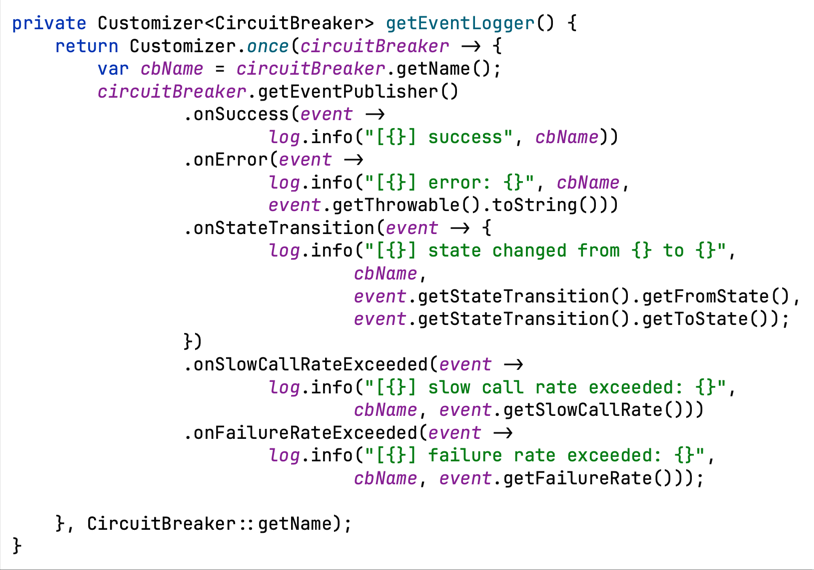 private Customizer<CircuitBreaker> getEventLogger() {
    return Customizer.once(circuitBreaker -> {
        var cbName = circuitBreaker.getName();
        circuitBreaker.getEventPublisher()
                .onSuccess(event ->
                        log.info("[{}] success", cbName))
                .onError(event ->
                        log.info("[{}] error: {}", cbName,
                        event.getThrowable().toString()))
                .onStateTransition(event -> {
                        log.info("[{}] state changed from {} to {}",
                                cbName,
                                event.getStateTransition().getFromState(),
                                event.getStateTransition().getToState());
                })
                .onSlowCallRateExceeded(event ->
                        log.info("[{}] slow call rate exceeded: {}",
                                cbName, event.getSlowCallRate()))
                .onFailureRateExceeded(event ->
                        log.info("[{}] failure rate exceeded: {}",
                                cbName, event.getFailureRate()));
    }, CircuitBreaker::getName);
}